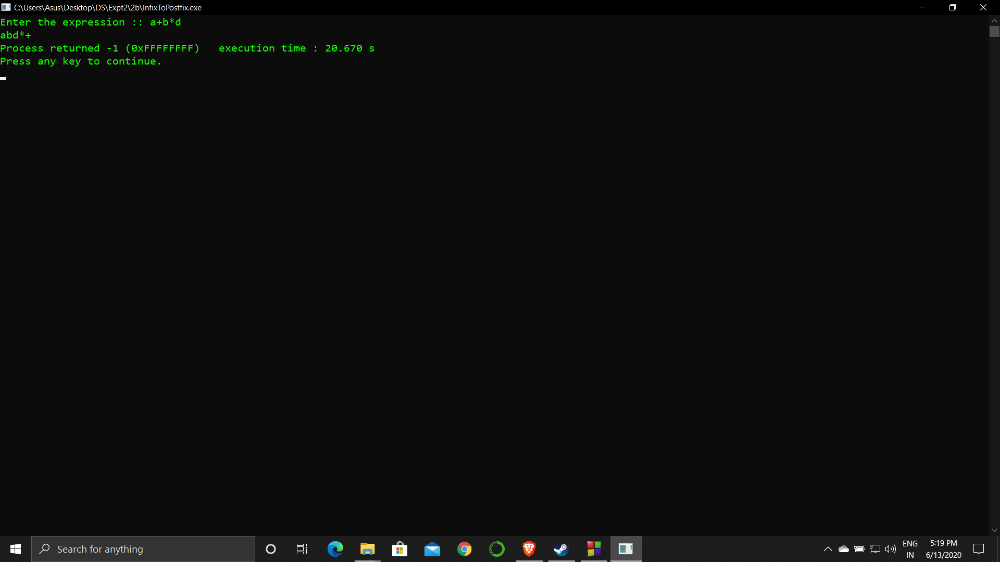 C:\Users\Asus\Desktop\DS\Expt2\2b\InfixToPostfix.exe
Enter the expression :: a+b*d
abd*+
Process returned -1 (0xFFFFFFFF)   execution time : 20.670 s
Press any key to continue.
Search for anything
ENG
IN
5:19 PM
6/13/2020